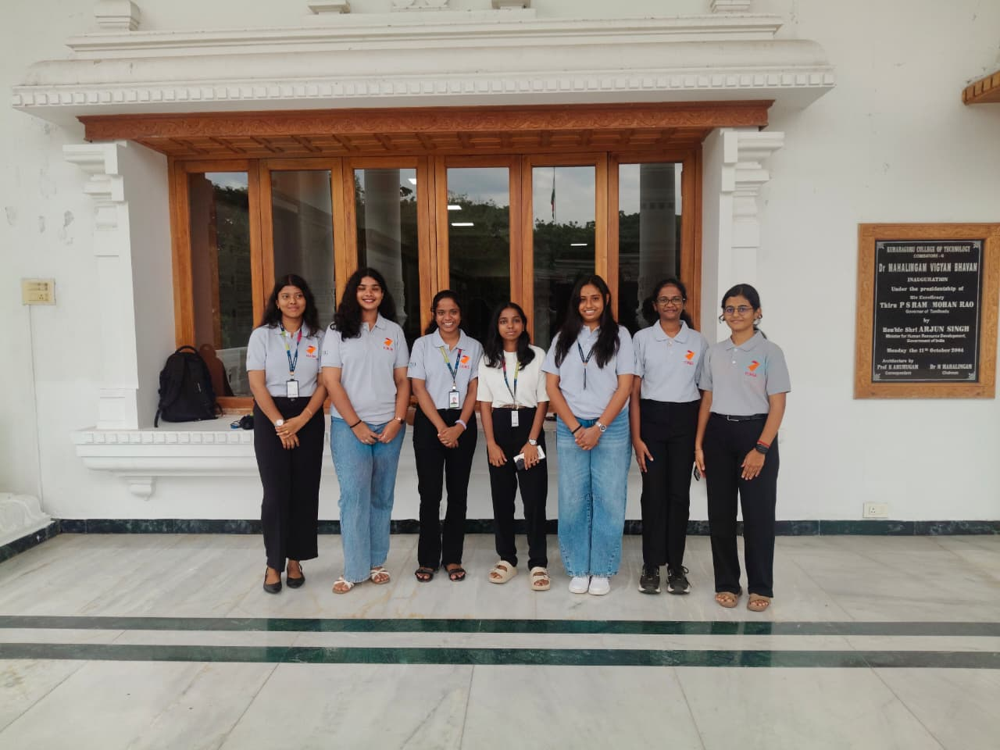 KUMARAGURU COLLEGE OF TECHNOLOGY
COIMBATORE - 6
Dr MAHALINGAM VIGYAN BHAVAN
INAUGURATION
Under the presidentship of
His Excellency
Thiru P S RAM MOHAN RAO
Governor of Tamilnadu
by
Hon'ble Shri ARJUN SINGH
Minister for Human Resource Development,
Government of India
Monday the 11th October 2004
Architecture by
Prof K ARUMUGAM
Correspondent
Dr N MAHALINGAM
Chairman